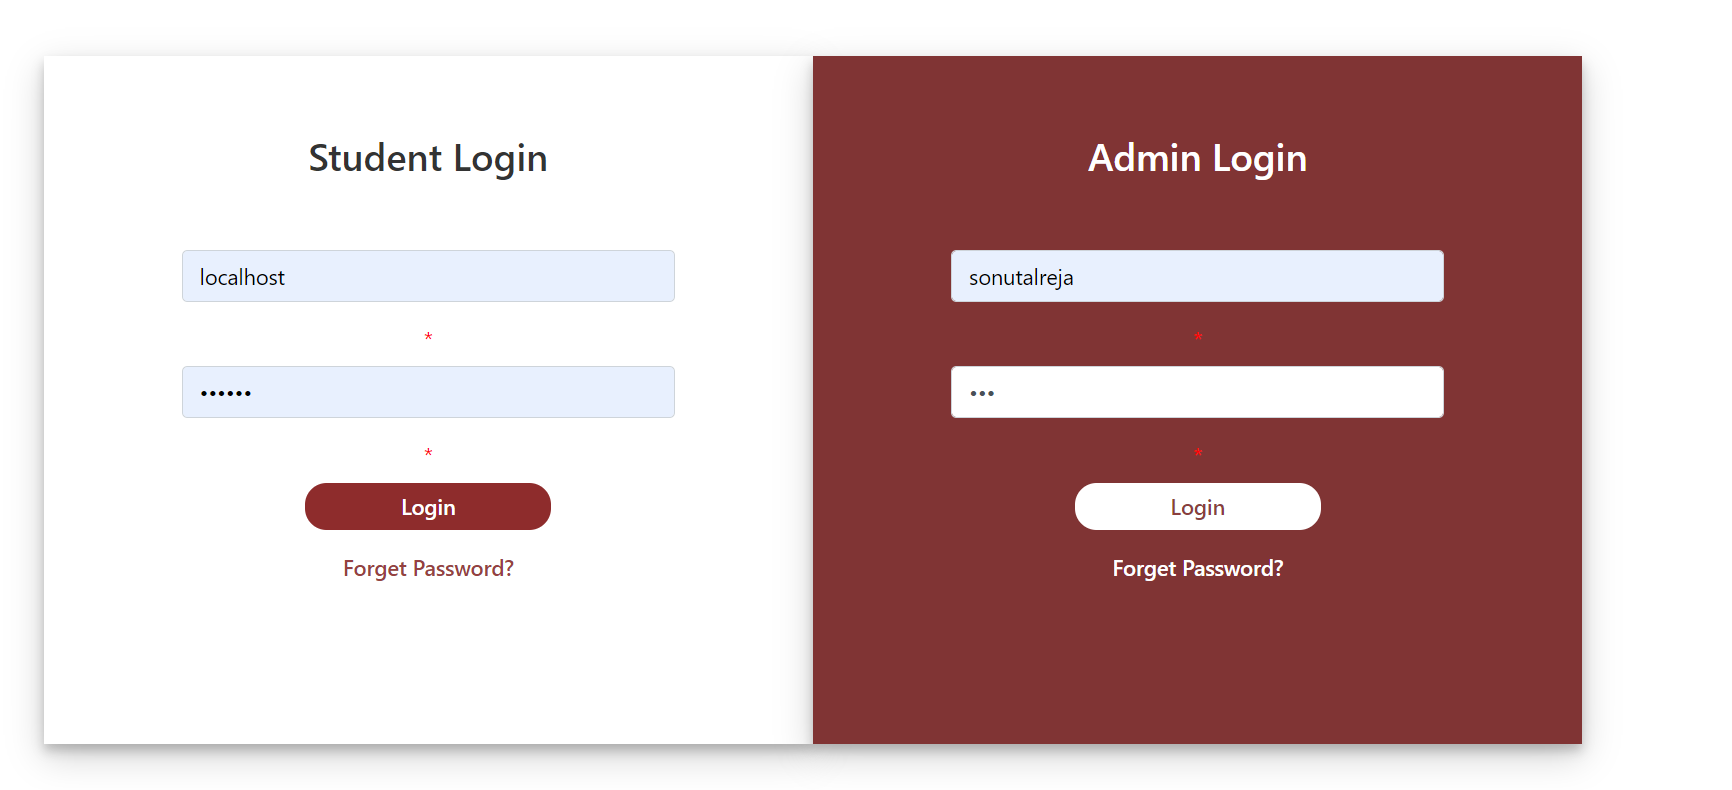 Student Login
localhost
*
••••••
*
Login
Forget Password?
Admin Login
sonutalreja
*
•••
*
Login
Forget Password?